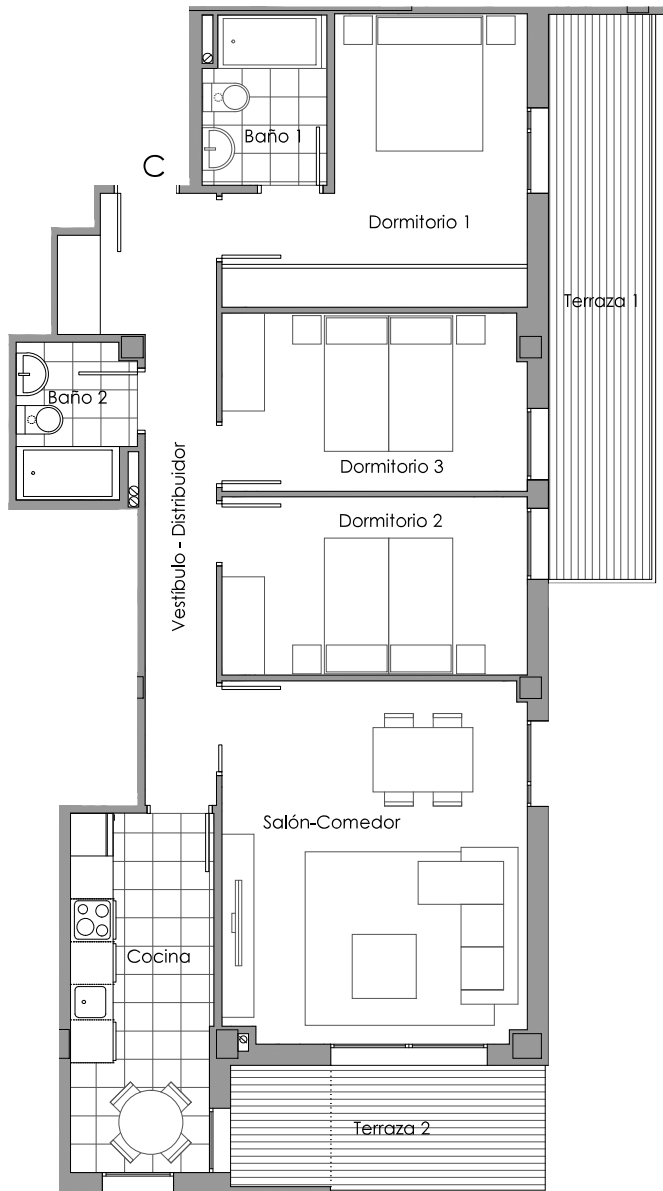 C
Baño 1
Dormitorio 1
Terraza 1
Baño 2
Dormitorio 3
Vestíbulo - Distribuidor
Dormitorio 2
Salón-Comedor
Cocina
Terraza 2